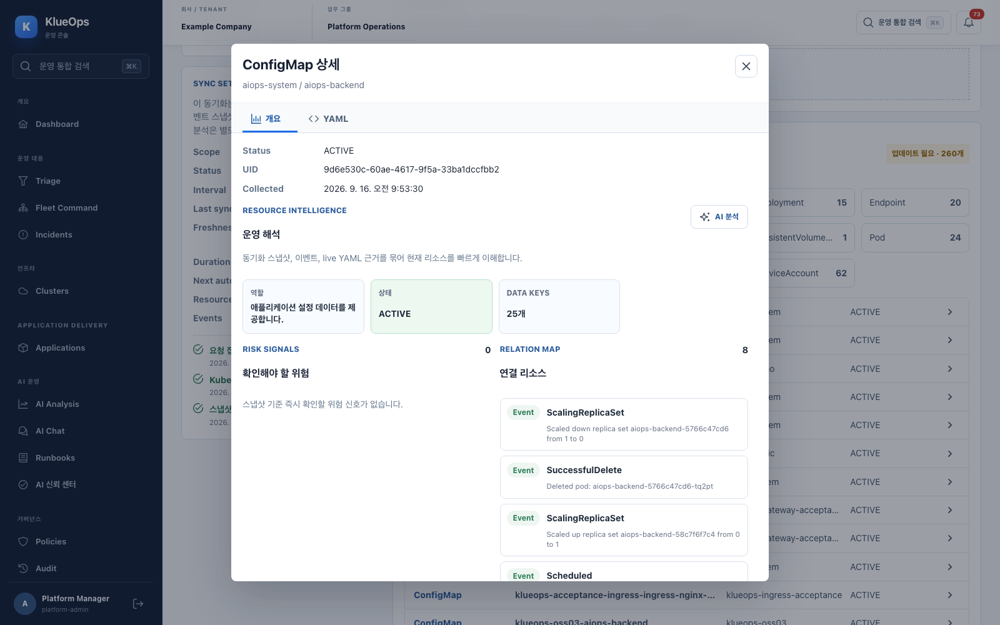 K
KlueOps
운영 콘솔
운영 통합 검색
⌘K
개요
Dashboard
운영 대응
Triage
Fleet Command
Incidents
인프라
Clusters
APPLICATION DELIVERY
Applications
AI 운영
AI Analysis
AI Chat
Runbooks
AI 신뢰 센터
거버넌스
Policies
Audit
A
Platform Manager
platform-admin
회사 / TENANT
Example Company
업무 그룹
Platform Operations
운영 통합 검색
⌘K
73
SYNC SET
이 동기화는
벤트 스냅샷
분석은 별도
Scope
Status
Interval
Last sync
Freshnes
Duration
Next aut
Resource
Events
요청 접
2026.
Kube
2026.
스냅샷
2026.
ConfigMap 상세
aiops-system / aiops-backend
개요
YAML
Status
ACTIVE
UID
9d6e530c-60ae-4617-9f5a-33ba1dccfbb2
Collected
2026. 9. 16. 오전 9:53:30
RESOURCE INTELLIGENCE
AI 분석
운영 해석
동기화 스냅샷, 이벤트, live YAML 근거를 묶어 현재 리소스를 빠르게 이해합니다.
역할
애플리케이션 설정 데이터를 제
공합니다.
상태
ACTIVE
DATA KEYS
25개
RISK SIGNALS
0
확인해야 할 위험
스냅샷 기준 즉시 확인할 위험 신호가 없습니다.
RELATION MAP
8
연결 리소스
Event
ScalingReplicaSet
Scaled down replica set aiops-backend-5766c47cd6
from 1 to 0
Event
SuccessfulDelete
Deleted pod: aiops-backend-5766c47cd6-tq2pt
Event
ScalingReplicaSet
Scaled up replica set aiops-backend-58c7f6f7c4 from 0
to 1
Event
Scheduled
업데이트 필요 · 260개
loyment
15
Endpoint
20
sistentVolume...
1
Pod
24
viceAccount
62
em
ACTIVE
em
ACTIVE
o
ACTIVE
em
ACTIVE
em
ACTIVE
ic
ACTIVE
em
ACTIVE
ateway-accepta...
ACTIVE
ateway-accepta...
ACTIVE
em
ACTIVE
ConfigMap
klueops-acceptance-ingress-ingress-nginx-...
klueops-ingress-acceptance
ACTIVE
ConfigMap
klueops-oss03-aiops-backend
klueops-oss03
ACTIVE